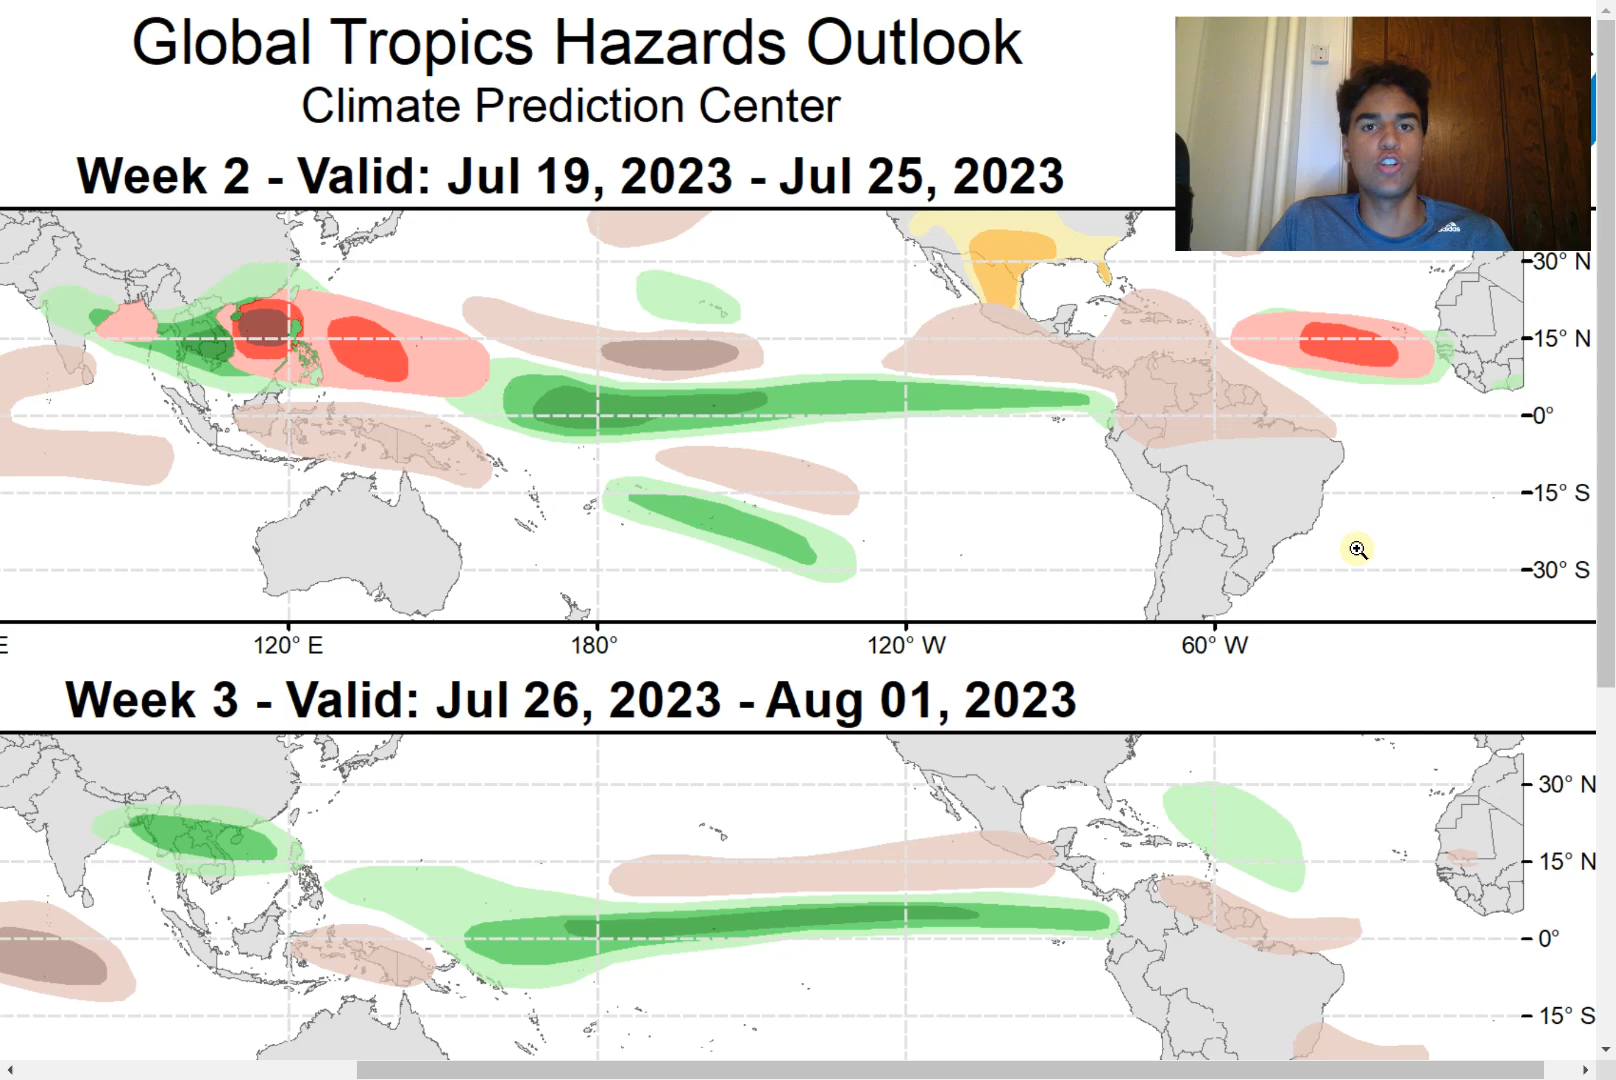 Global Tropics Hazards Outlook
Climate Prediction Center
Week 2 - Valid: Jul 19, 2023 - Jul 25, 2023
adidas
30° N
15° N
0°
15° S
30° S
E
120° E
180°
120° W
60° W
Week 3 - Valid: Jul 26, 2023 - Aug 01, 2023
30° N
15° N
0°
15° S